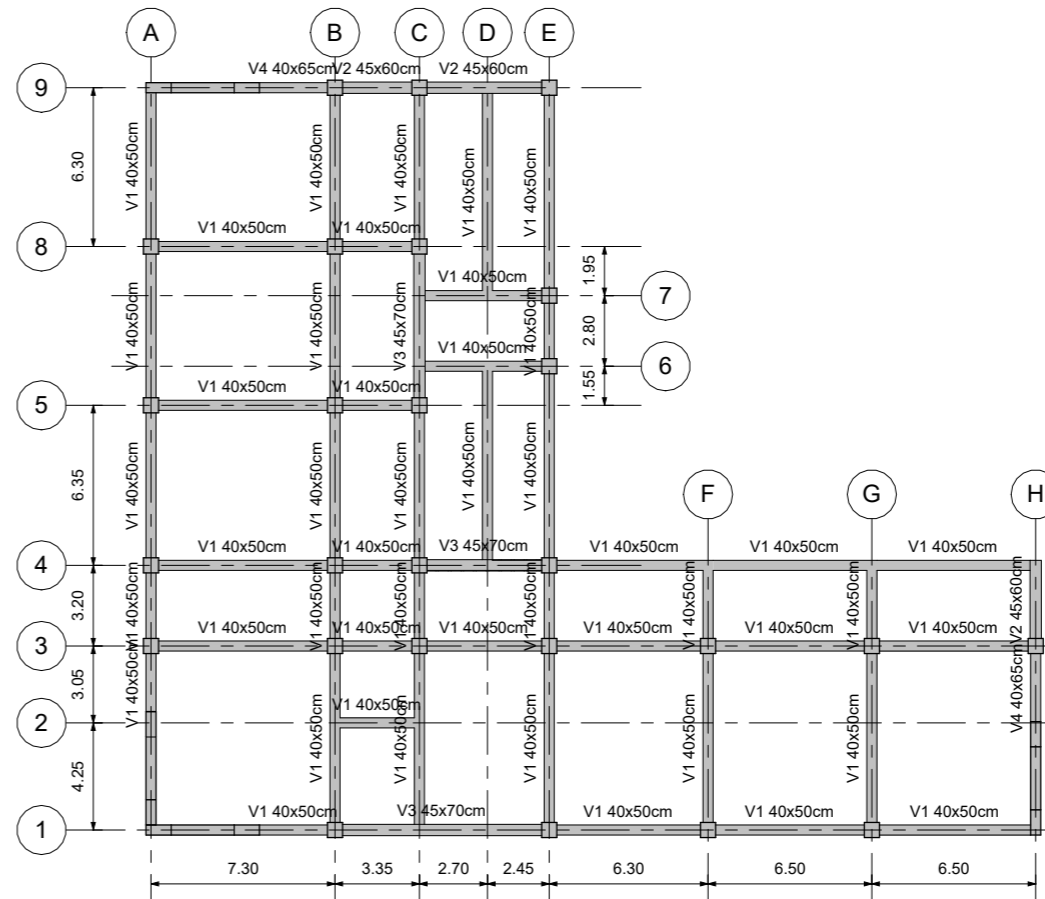 A B C D E
9 V4 40x65cm V2 45x60cm V2 45x60cm
6.30 V1 40x50cm V1 40x50cm V1 40x50cm V1 40x50cm V1 40x50cm
8 V1 40x50cm V1 40x50cm
1.95
V1 40x50cm 7
V1 40x50cm V1 40x50cm V3 45x70cm V1 40x50cm 2.80
V1 40x50cm 6
1.55
5 V1 40x50cm V1 40x50cm
6.35 V1 40x50cm V1 40x50cm V1 40x50cm V1 40x50cm V1 40x50cm
F G H
4 V1 40x50cm V1 40x50cm V3 45x70cm V1 40x50cm V1 40x50cm V1 40x50cm
3.20 V1 40x50cm V1 40x50cm V1 40x50cm V1 40x50cm V1 40x50cm V1 40x50cm V2 45x60cm
3 V1 40x50cm V1 40x50cm V1 40x50cm V1 40x50cm V1 40x50cm V1 40x50cm
3.05 V1 40x50cm V4 40x65cm
2 V1 40x50cm
4.25 V1 40x50cm V1 40x50cm V1 40x50cm V1 40x50cm V1 40x50cm
1 V1 40x50cm V3 45x70cm V1 40x50cm V1 40x50cm V1 40x50cm
7.30 3.35 2.70 2.45 6.30 6.50 6.50